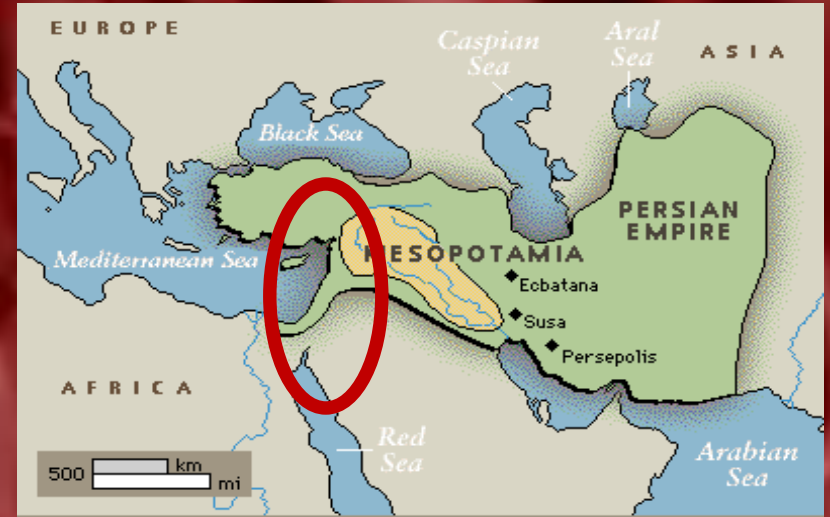 EUROPE
Caspian
Sea
Aral
Sea
ASIA
Black Sea
PERSIAN
EMPIRE
MESOPOTAMIA
Mediterranean Sea
Ecbatana
Susa
Persepolis
AFRICA
Red
Sea
Arabian
Sea
500 km
mi